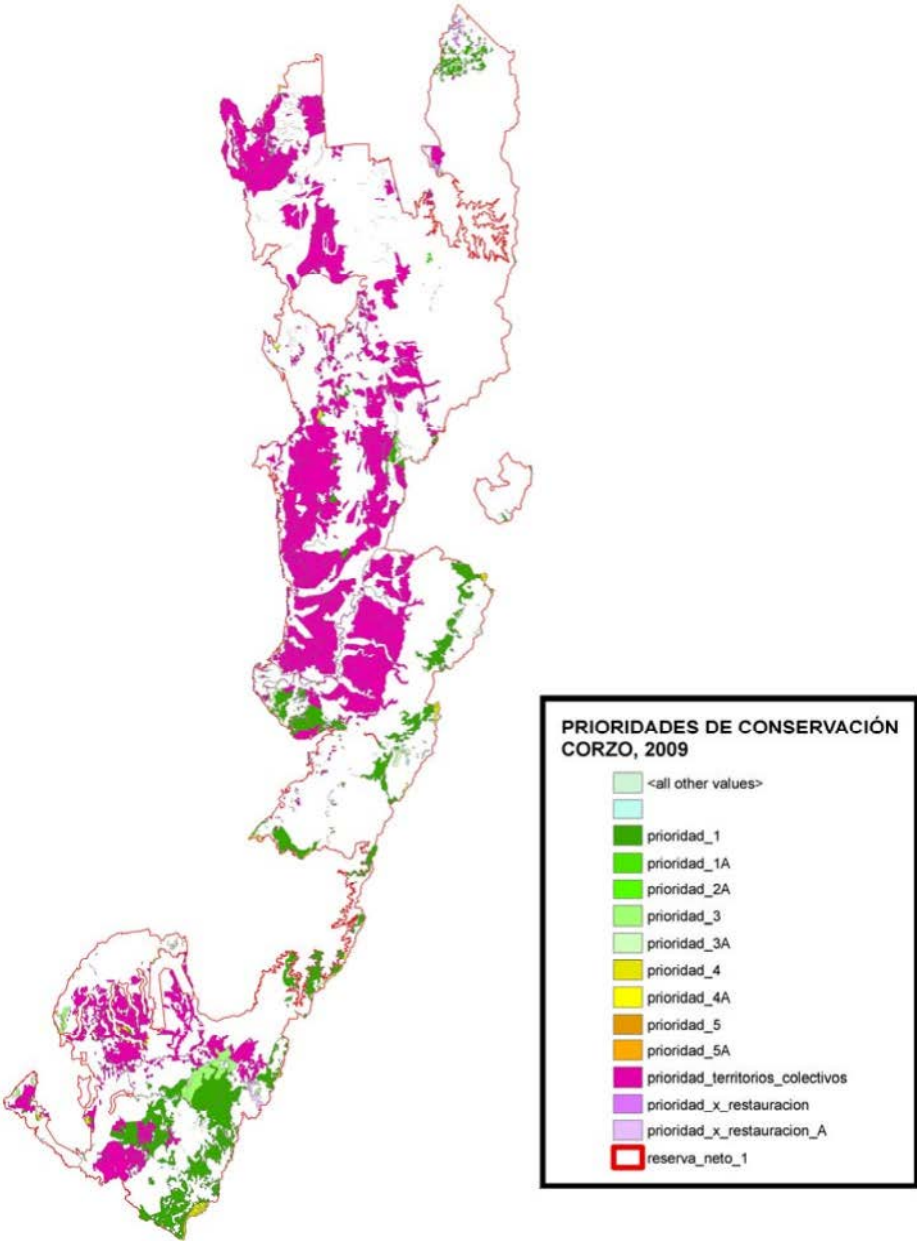 PRIORIDADES DE CONSERVACIÓN
CORZO, 2009
<all other values>
prioridad_1
prioridad_1A
prioridad_2A
prioridad_3
prioridad_3A
prioridad_4
prioridad_4A
prioridad_5
prioridad_5A
prioridad_territorios_colectivos
prioridad_x_restauracion
prioridad_x_restauracion_A
reserva_neto_1